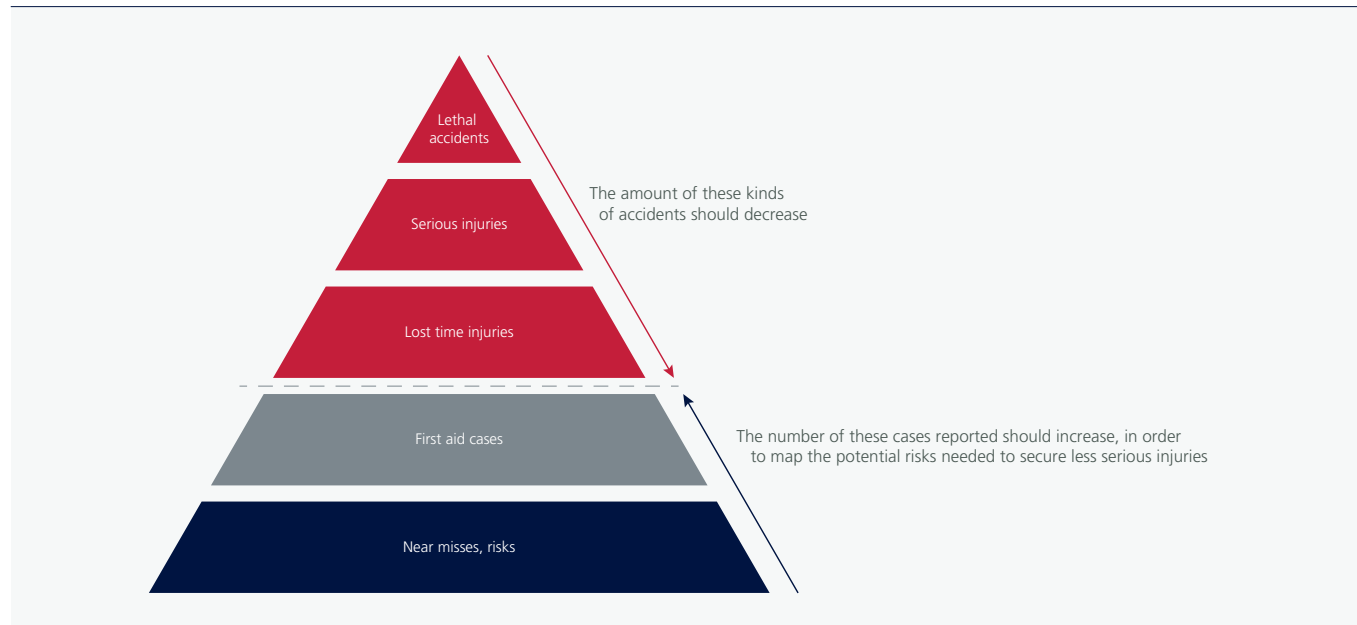 Lethal
accidents
The amount of these kinds
of accidents should decrease
Serious injuries
Lost time injuries
First aid cases
The number of these cases reported should increase, in order
to map the potential risks needed to secure less serious injuries
Near misses, risks